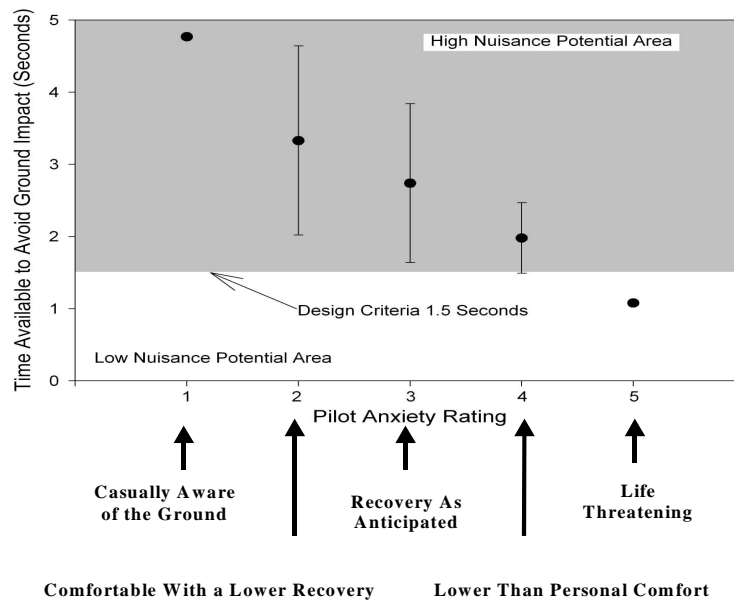 Time Available to Avoid Ground Impact (Seconds)
5
4
3
2
1
0
High Nuisance Potential Area
Design Criteria 1.5 Seconds
Low Nuisance Potential Area
1 2 3 4 5
Pilot Anxiety Rating
Casually Aware
of the Ground
Recovery As
Anticipated
Life
Threatening
Comfortable With a Lower Recovery
Lower Than Personal Comfort